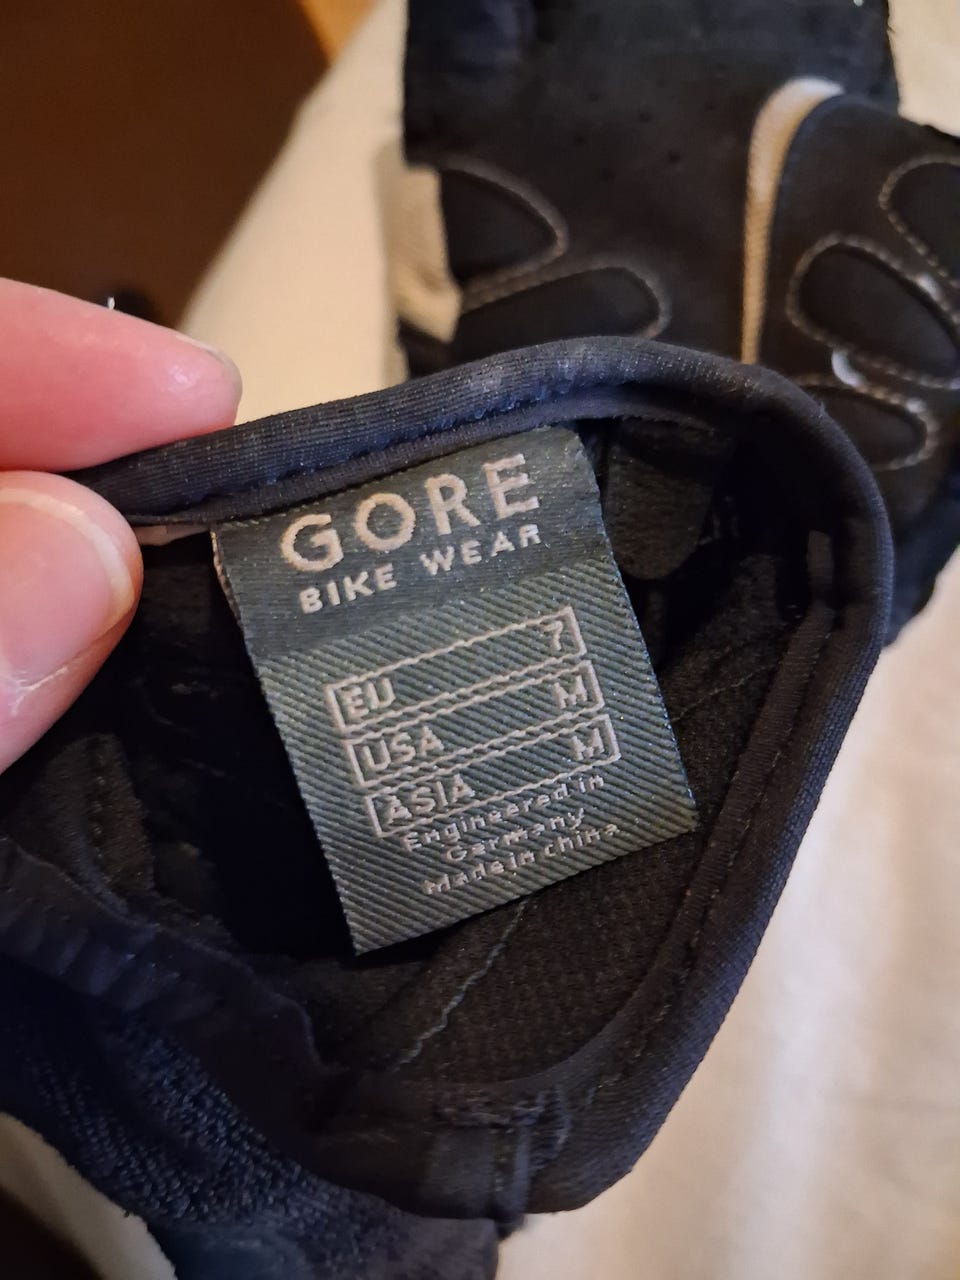 GORE
BIKE WEAR
EU 7
USA M
ASIA M
Engineered in
Germany
Made in china